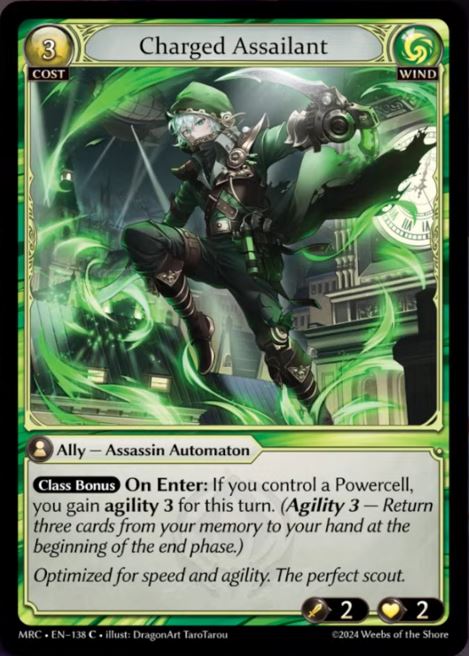 3
Charged Assailant
COST
WIND
Ally — Assassin Automaton
Class Bonus On Enter: If you control a Powercell,
you gain agility 3 for this turn. (Agility 3 — Return
three cards from your memory to your hand at the
beginning of the end phase.)
Optimized for speed and agility. The perfect scout.
2
2
MRC • EN–138 C • illust: DragonArt TaroTarou
©2024 Weebs of the Shore